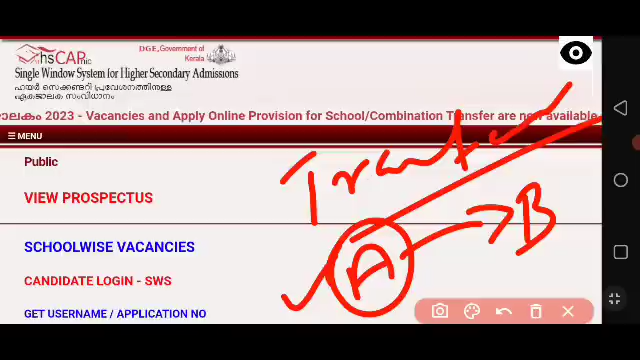 hsCAP nic
D.G.E, Government of
Kerala
Single Window System for Higher Secondary Admissions
ഹയർ സെക്കണ്ടറി പ്രവേശനത്തിനുള്ള
ഏകജാലക സംവിധാനം
ാലകം 2023 - Vacancies and Apply Online Provision for School/Combination Transfer are now available
☰ MENU
Public
Transfer
VIEW PROSPECTUS
A → B
SCHOOLWISE VACANCIES
CANDIDATE LOGIN - SWS
GET USERNAME / APPLICATION NO